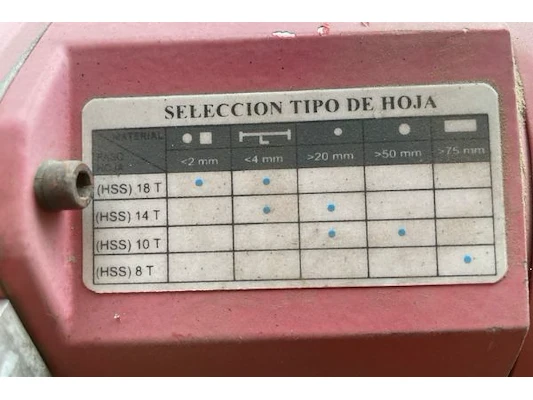 SELECCION TIPO DE HOJA
MATERIAL
PASO
<2 mm <4 mm >20 mm >50 mm >75 mm
(HSS) 18 T
(HSS) 14 T
(HSS) 10 T
(HSS) 8 T